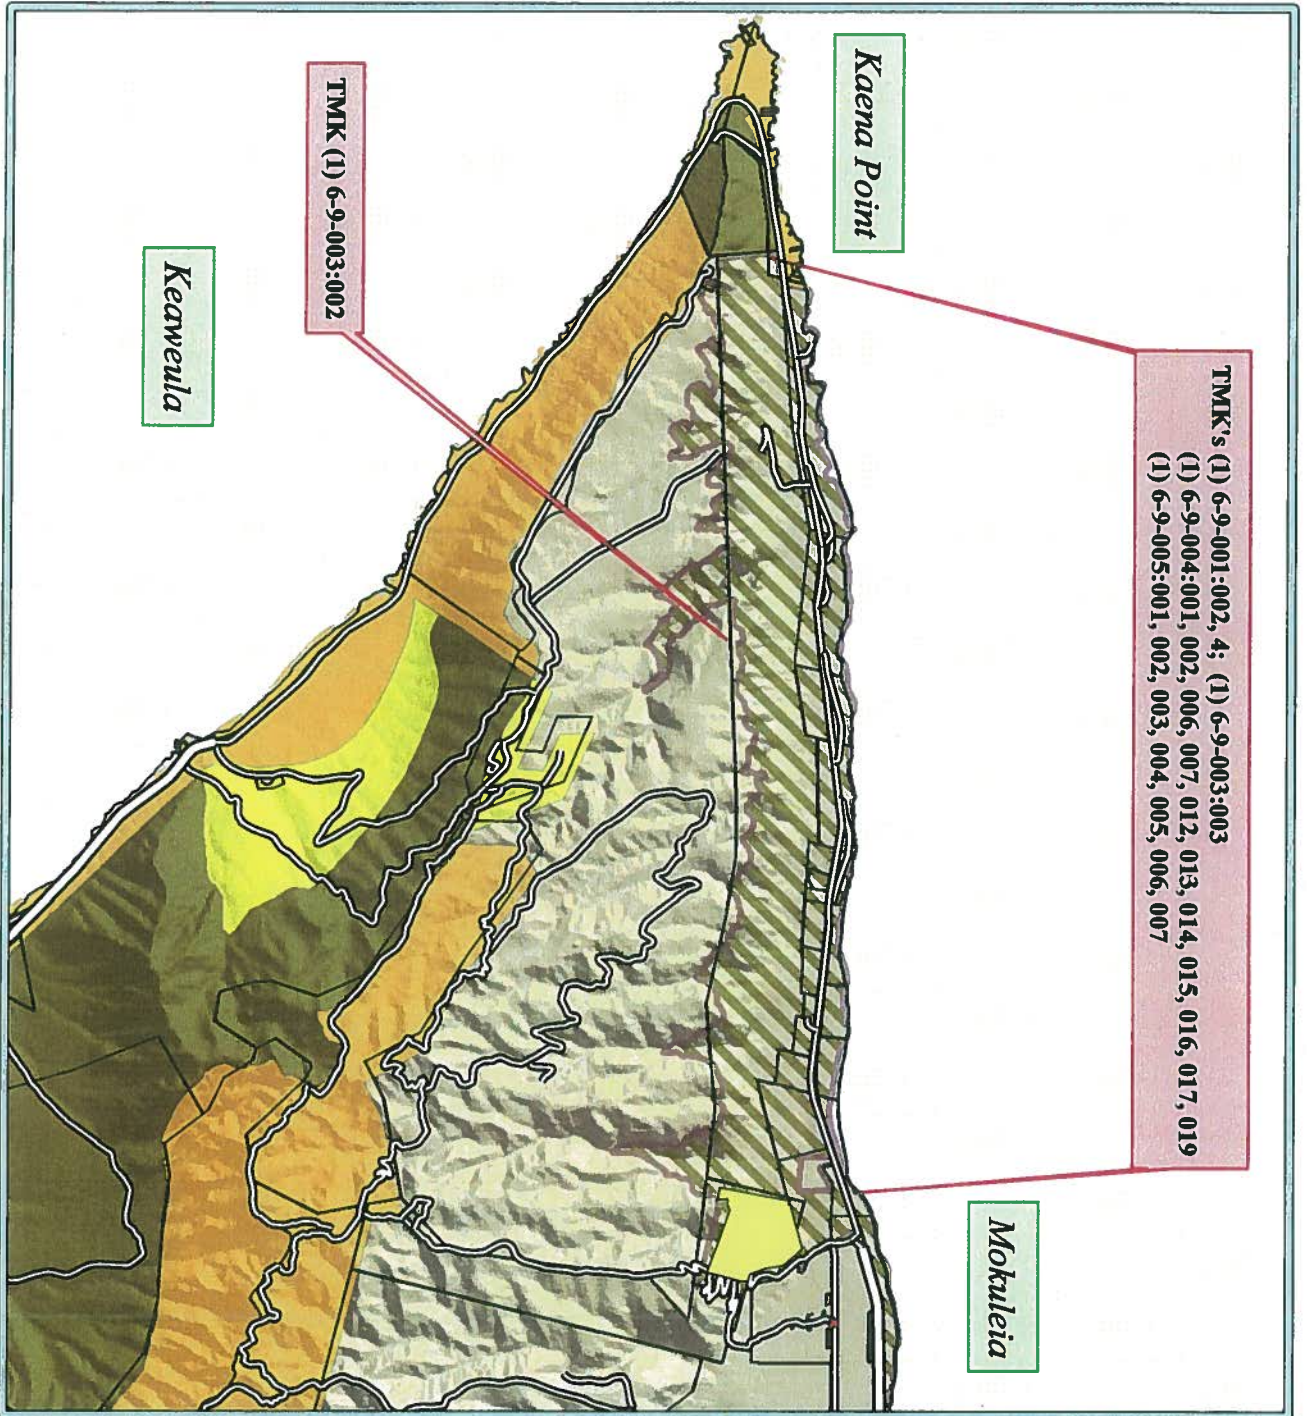 Kaena Point
TMK's (1) 6-9-001:002, 4; (1) 6-9-003:003
(1) 6-9-004:001, 002, 006, 007, 012, 013, 014, 015, 016, 017, 019
(1) 6-9-005:001, 002, 003, 004, 005, 006, 007
Mokuleia
TMK (1) 6-9-003:002
Keaweula